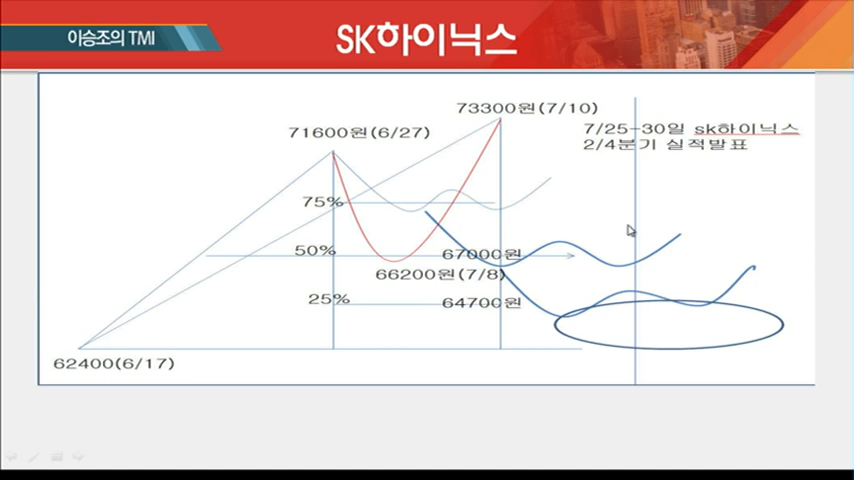 이승조의 TMI
SK하이닉스
73300원(7/10)
71600원(6/27)
7/25-30일 sk하이닉스
2/4분기 실적발표
75%
50%
67000원
66200원(7/8)
25%
64700원
62400(6/17)